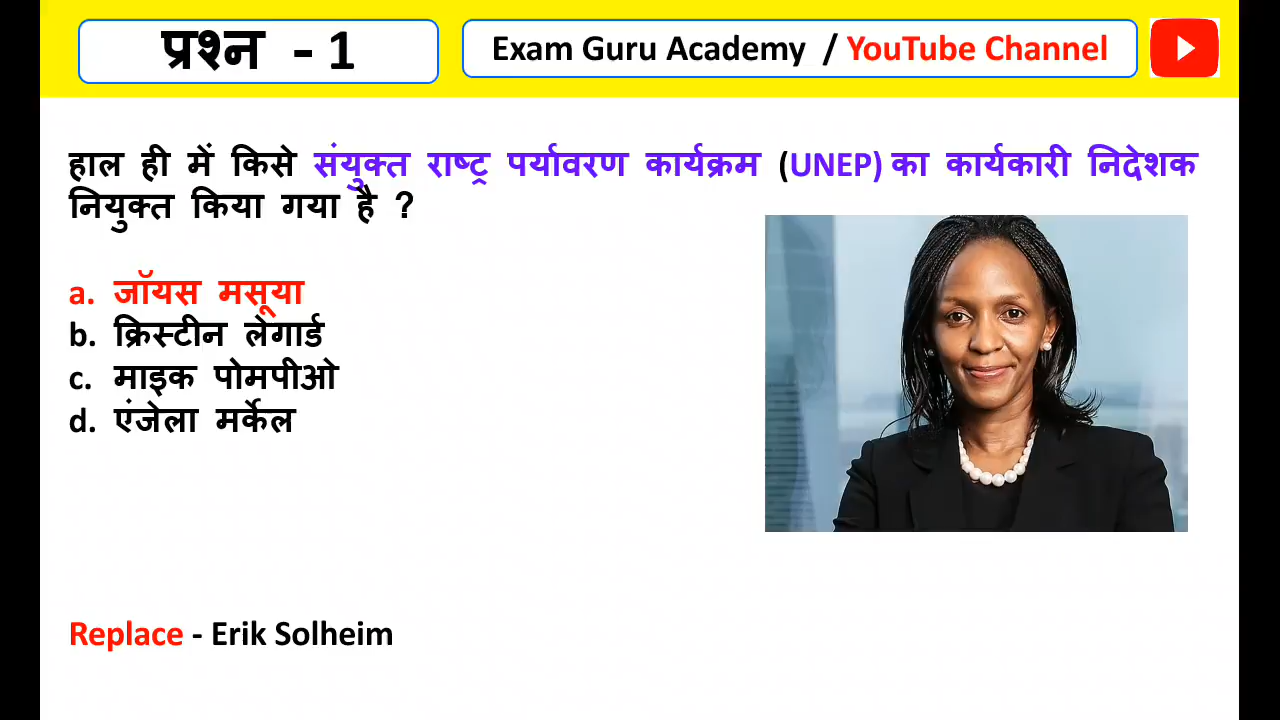 प्रश्न - 1
Exam Guru Academy / YouTube Channel
हाल ही में किसे संयुक्त राष्ट्र पर्यावरण कार्यक्रम (UNEP) का कार्यकारी निदेशक
नियुक्त किया गया है ?
a. जॉयस मसूया
b. क्रिस्टीन लेगार्ड
c. माइक पोमपीओ
d. एंजेला मर्केल
Replace - Erik Solheim